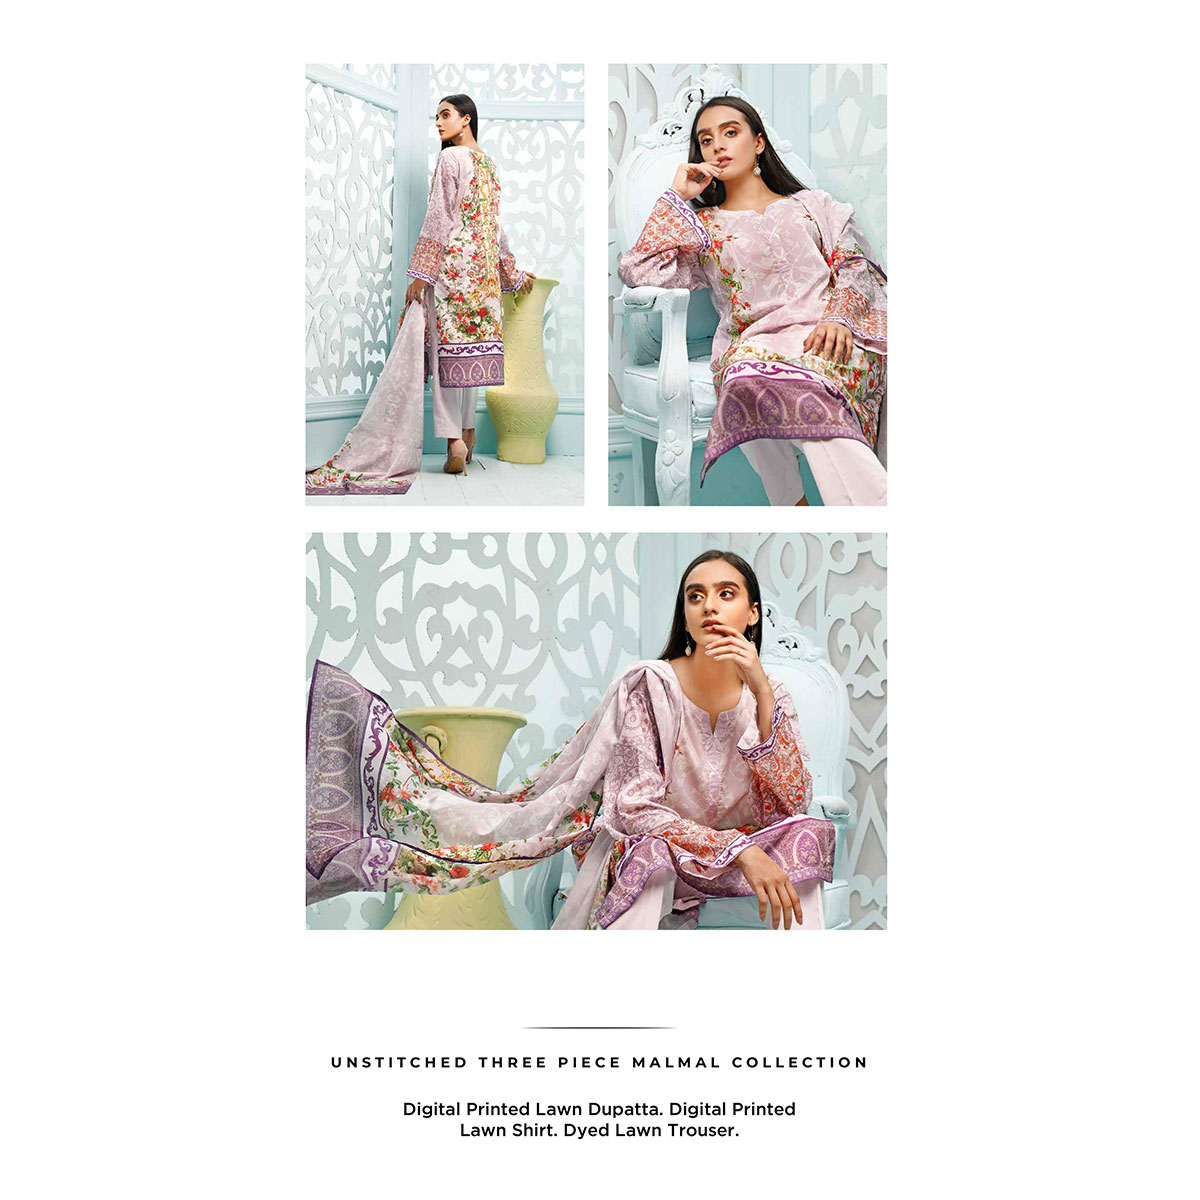 UNSTITCHED THREE PIECE MALMAL COLLECTION
Digital Printed Lawn Dupatta. Digital Printed
Lawn Shirt. Dyed Lawn Trouser.